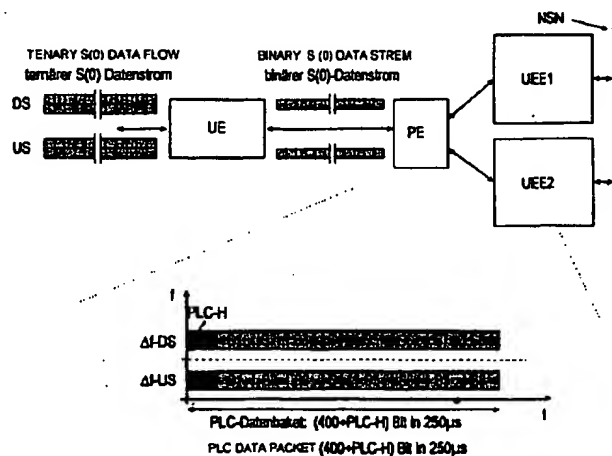 NSN
TENARY S(0) DATA FLOW
ternärer S(0) Datenstrom
BINARY S (0) DATA STREM
binärer S(0)-Datenstrom
DS
US
UE
PE
UEE1
UEE2
f
PLC-H
Δf-DS
Δf-US
t
PLC-Datenbaket: (400+PLC-H) Bit in 250µs
PLC DATA PACKET (400+PLC-H) Bit in 250µs